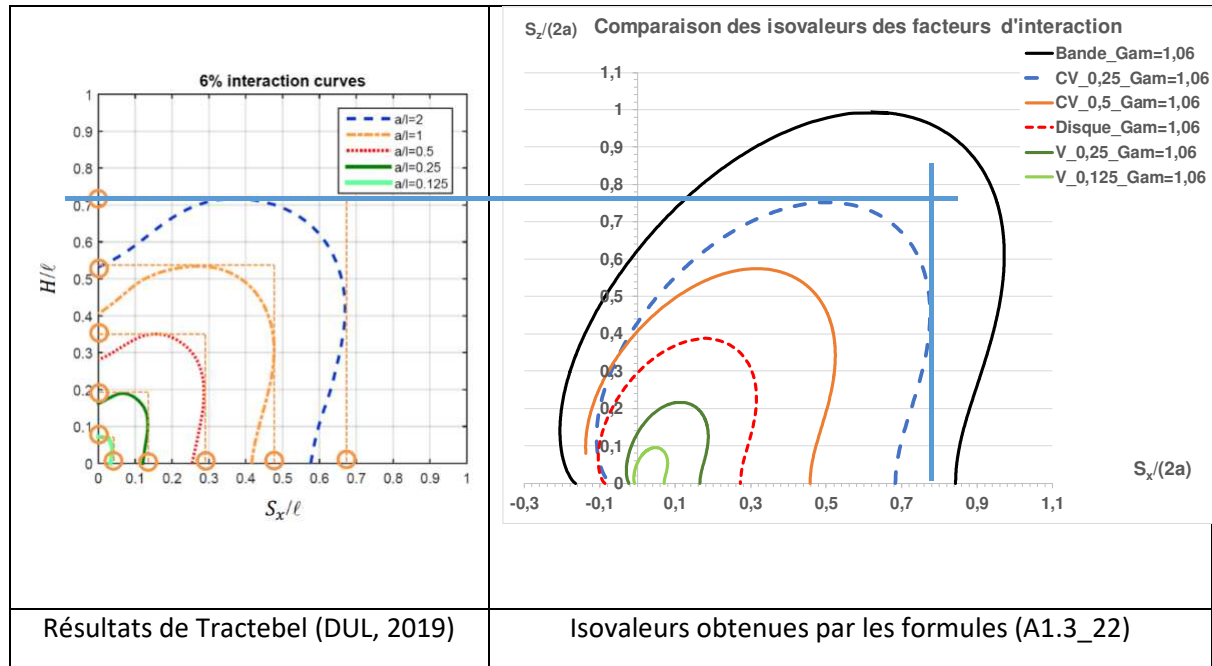 6% interaction curves
1
0.9
0.8
0.7
0.6
0.5
0.4
0.3
0.2
0.1
0
H/ℓ
a/l=2
a/l=1
a/l=0.5
a/l=0.25
a/l=0.125
0 0.1 0.2 0.3 0.4 0.5 0.6 0.7 0.8 0.9 1
Sx/ℓ
Sz/(2a) Comparaison des isovaleurs des facteurs d'interaction
1,1
1
0,9
0,8
0,7
0,6
0,5
0,4
0,3
0,2
0,1
0
Bande_Gam=1,06
CV_0,25_Gam=1,06
CV_0,5_Gam=1,06
Disque_Gam=1,06
V_0,25_Gam=1,06
V_0,125_Gam=1,06
Sx/(2a)
-0,3 -0,1 0,1 0,3 0,5 0,7 0,9 1,1
Résultats de Tractebel (DUL, 2019)
Isovaleurs obtenues par les formules (A1.3_22)